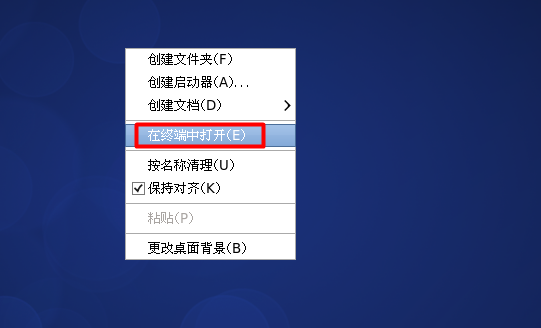 创建文件夹(F)
创建启动器(A)...
创建文档(D)
在终端中打开(E)
按名称清理(U)
保持对齐(K)
粘贴(P)
更改桌面背景(B)